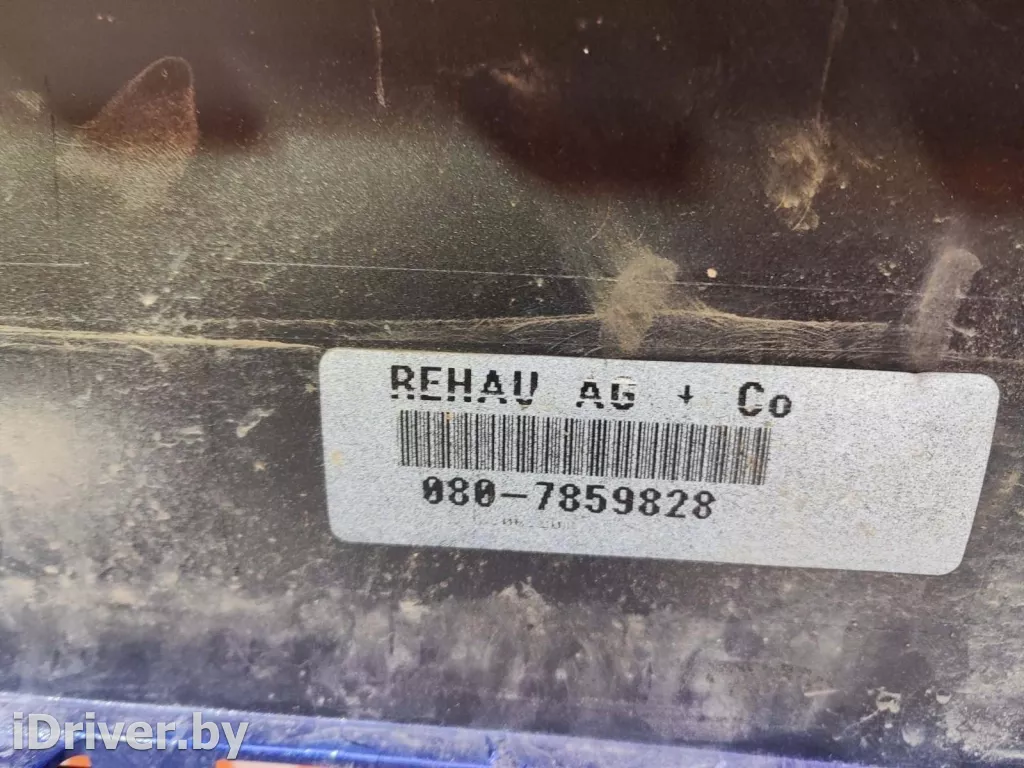 REHAU AG + Co
080-7859828
iDriver.by